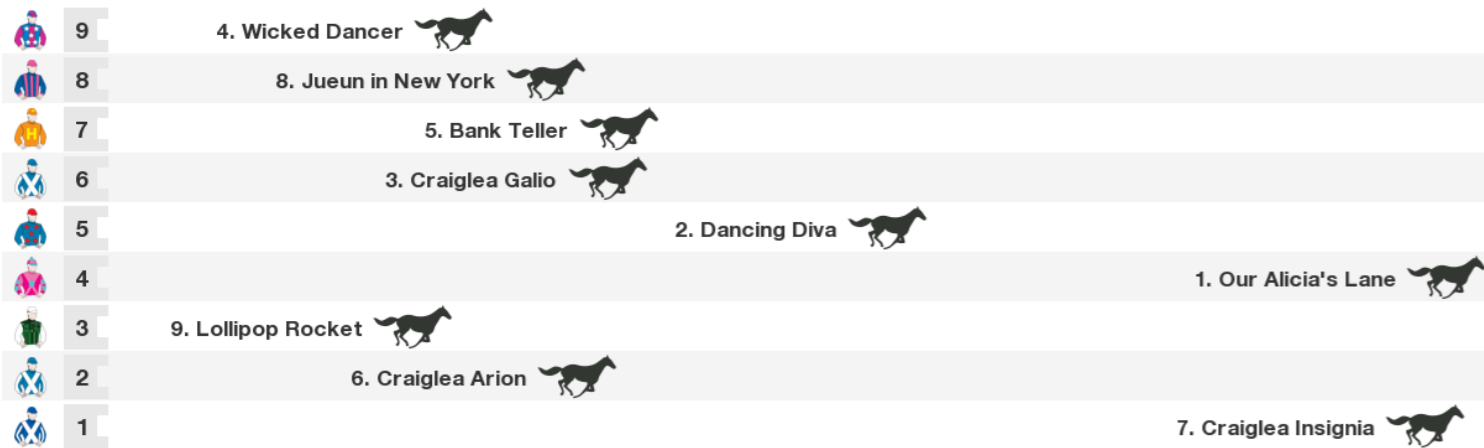 9 4. Wicked Dancer
8 8. Jueun in New York
7 5. Bank Teller
H
6 3. Craiglea Galio
5 2. Dancing Diva
4 1. Our Alicia's Lane
3 9. Lollipop Rocket
2 6. Craiglea Arion
1 7. Craiglea Insignia